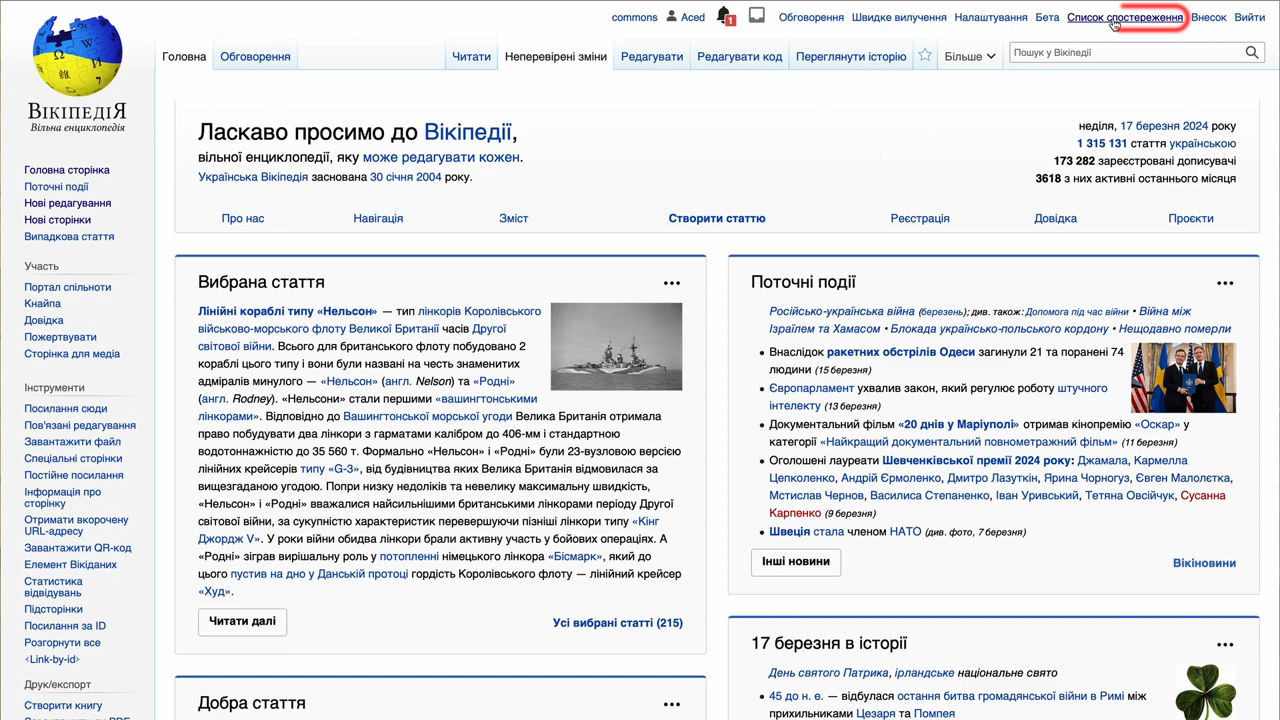 commons Aced 1 Обговорення Швидке вилучення Налаштування Бета Список спостереження Внесок Вийти
Головна Обговорення Читати Неперевірені зміни Редагувати Редагувати код Переглянути історію Більше Пошук у Вікіпедії
ВІКІПЕДІЯ
Вільна енциклопедія
Головна сторінка
Поточні події
Нові редагування
Нові сторінки
Випадкова стаття
Участь
Портал спільноти
Кнайпа
Довідка
Пожертвувати
Сторінка для медіа
Інструменти
Посилання сюди
Пов'язані редагування
Завантажити файл
Спеціальні сторінки
Постійне посилання
Інформація про
сторінку
Отримати вкорочену
URL-адресу
Завантажити QR-код
Елемент Вікіданих
Статистика
відвідувань
Підсторінки
Посилання за ID
Розгорнути все
‹Link-by-id›
Друк/експорт
Створити книгу
Ласкаво просимо до Вікіпедії,
вільної енциклопедії, яку може редагувати кожен.
Українська Вікіпедія заснована 30 січня 2004 року.
неділя, 17 березня 2024 року
1 315 131 стаття українською
173 282 зареєстровані дописувачі
3618 з них активні останнього місяця
Про нас Навігація Зміст Створити статтю Реєстрація Довідка Проєкти
Вибрана стаття
Лінійні кораблі типу «Нельсон» — тип лінкорів Королівського
військово-морського флоту Великої Британії часів Другої
світової війни. Всього для британського флоту побудовано 2
кораблі цього типу і вони були названі на честь знаменитих
адміралів минулого — «Нельсон» (англ. Nelson) та «Родні»
(англ. Rodney). «Нельсони» стали першими «вашингтонськими
лінкорами». Відповідно до Вашингтонської морської угоди Велика Британія отримала
право побудувати два лінкори з гарматами калібром до 406-мм і стандартною
водотоннажністю до 35 560 т. Формально «Нельсон» і «Родні» були 23-вузловою версією
лінійних крейсерів типу «G-3», від будівництва яких Велика Британія відмовилася за
вищезгаданою угодою. Попри низку недоліків та невелику максимальну швидкість,
«Нельсон» і «Родні» вважалися найсильнішими британськими лінкорами періоду Другої
світової війни, за сукупністю характеристик перевершуючи пізніші лінкори типу «Кінг
Джордж V». У роки війни обидва лінкори брали активну участь у бойових операціях. А
«Родні» зіграв вирішальну роль у потопленні німецького лінкора «Бісмарк», який до
цього пустив на дно у Данській протоці гордість Королівського флоту — лінійний крейсер
«Худ».
Читати далі Усі вибрані статті (215)
Добра стаття
Поточні події
Російсько-українська війна (березень); див. також: Допомога під час війни • Війна між
Ізраїлем та Хамасом • Блокада українсько-польського кордону • Нещодавно померли
• Внаслідок ракетних обстрілів Одеси загинули 21 та поранені 74
людини (15 березня)
• Європарламент ухвалив закон, який регулює роботу штучного
інтелекту (13 березня)
• Документальний фільм «20 днів у Маріуполі» отримав кінопремію «Оскар» у
категорії «Найкращий документальний повнометражний фільм» (11 березня)
• Оголошені лауреати Шевченківської премії 2024 року: Джамала, Кармелла
Цепколенко, Андрій Єрмоленко, Дмитро Лазуткін, Ярина Чорногуз, Євген Малолєтка,
Мстислав Чернов, Василиса Степаненко, Іван Уривський, Тетяна Овсійчук, Сусанна
Карпенко (9 березня)
• Швеція стала членом НАТО (див. фото, 7 березня)
Інші новини Вікіновини
17 березня в історії
День святого Патрика, ірландське національне свято
• 45 до н. е. — відбулася остання битва громадянської війни в Римі між
прихильниками Цезаря та Помпея